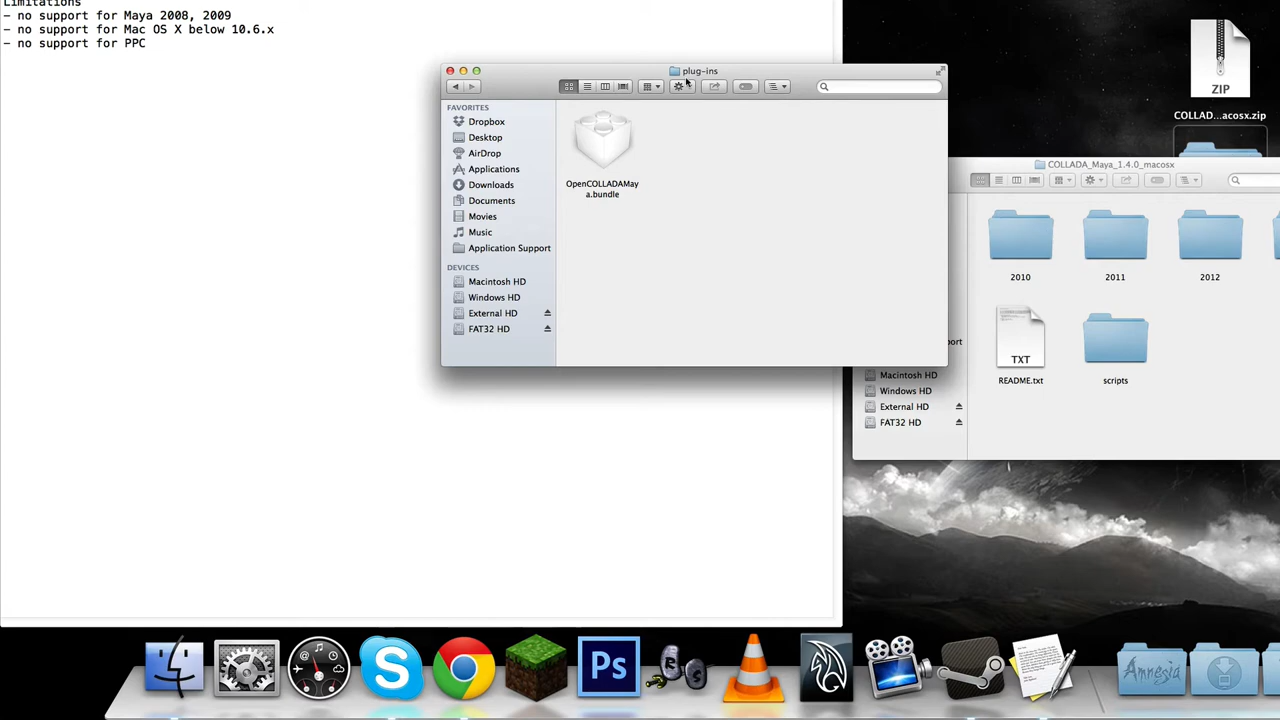 Limitations
- no support for Maya 2008, 2009
- no support for Mac OS X below 10.6.x
- no support for PPC
plug-ins
FAVORITES
Dropbox
Desktop
AirDrop
Applications
Downloads
Documents
Movies
Music
Application Support
DEVICES
Macintosh HD
Windows HD
External HD
FAT32 HD
OpenCOLLADAMay
a.bundle
ZIP
COLLAD...acosx.zip
COLLADA_Maya_1.4.0_macosx
2010
2011
2012
TXT
README.txt
scripts
port
Macintosh HD
Windows HD
External HD
FAT32 HD
Ps
RS
Amnesia